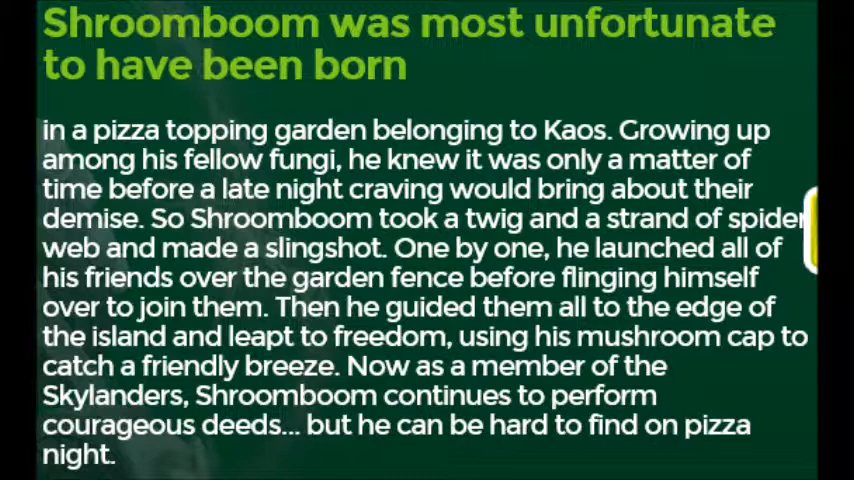 Shroomboom was most unfortunate
to have been born
in a pizza topping garden belonging to Kaos. Growing up
among his fellow fungi, he knew it was only a matter of
time before a late night craving would bring about their
demise. So Shroomboom took a twig and a strand of spider
web and made a slingshot. One by one, he launched all of
his friends over the garden fence before flinging himself
over to join them. Then he guided them all to the edge of
the island and leapt to freedom, using his mushroom cap to
catch a friendly breeze. Now as a member of the
Skylanders, Shroomboom continues to perform
courageous deeds... but he can be hard to find on pizza
night.